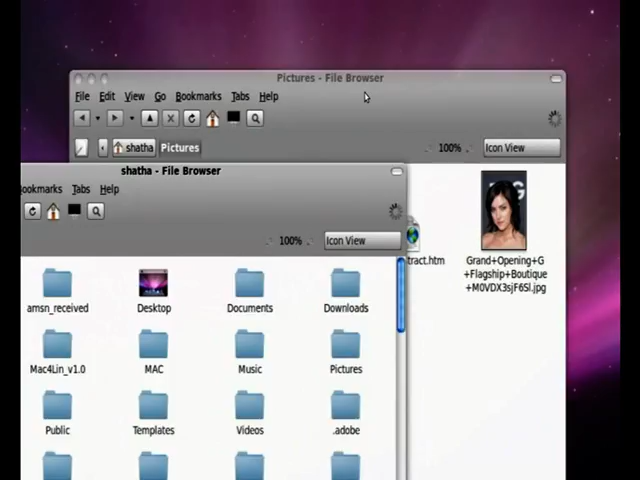 Pictures - File Browser
File Edit View Go Bookmarks Tabs Help
shatha Pictures 100% Icon View
shatha - File Browser
ookmarks Tabs Help
100% Icon View
tract.htm
Grand+Opening+G
+Flagship+Boutique
+M0VDX3sjF6Sl.jpg
amsn_received Desktop Documents Downloads
Mac4Lin_v1.0 MAC Music Pictures
Public Templates Videos .adobe